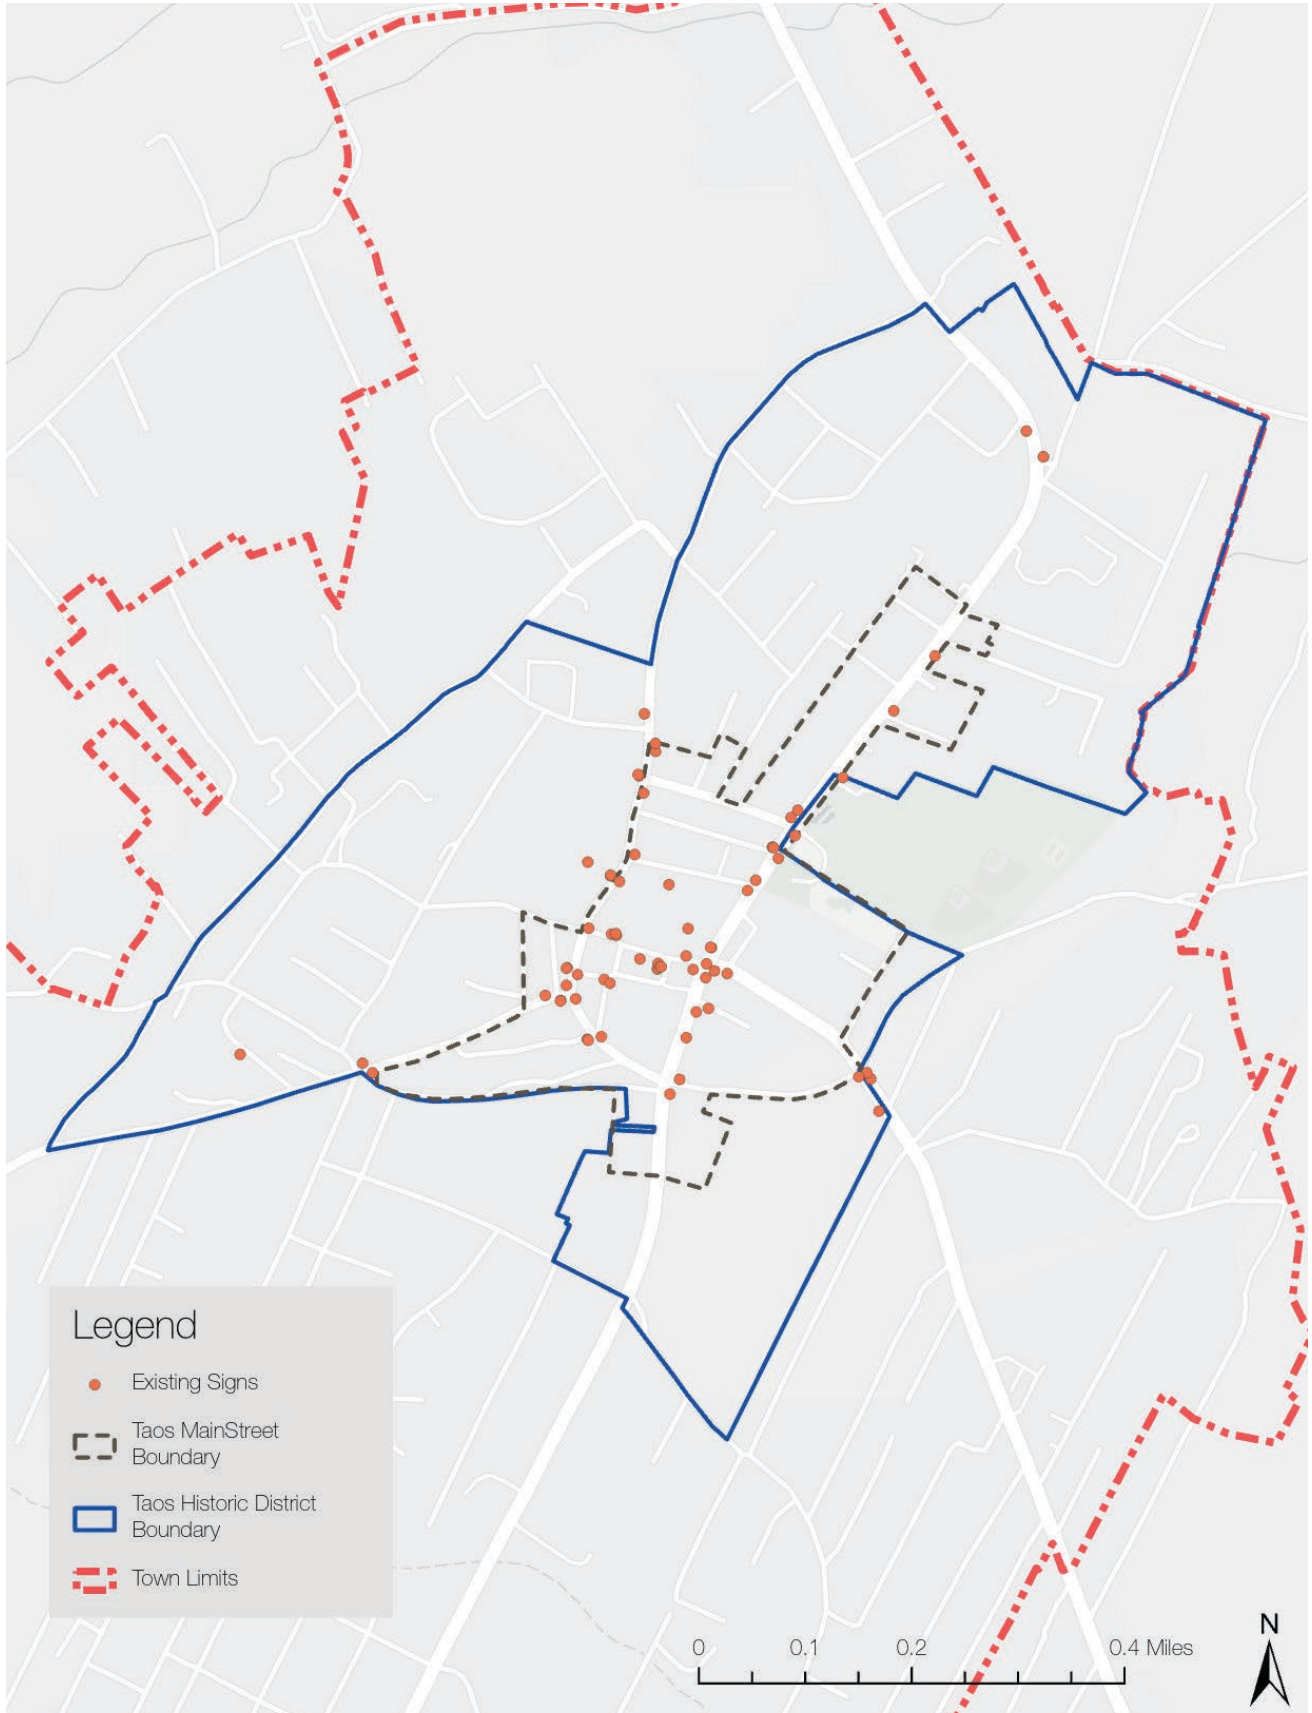 Legend
Existing Signs
Taos MainStreet
Boundary
Taos Historic District
Boundary
Town Limits
0 0.1 0.2 0.4 Miles
N